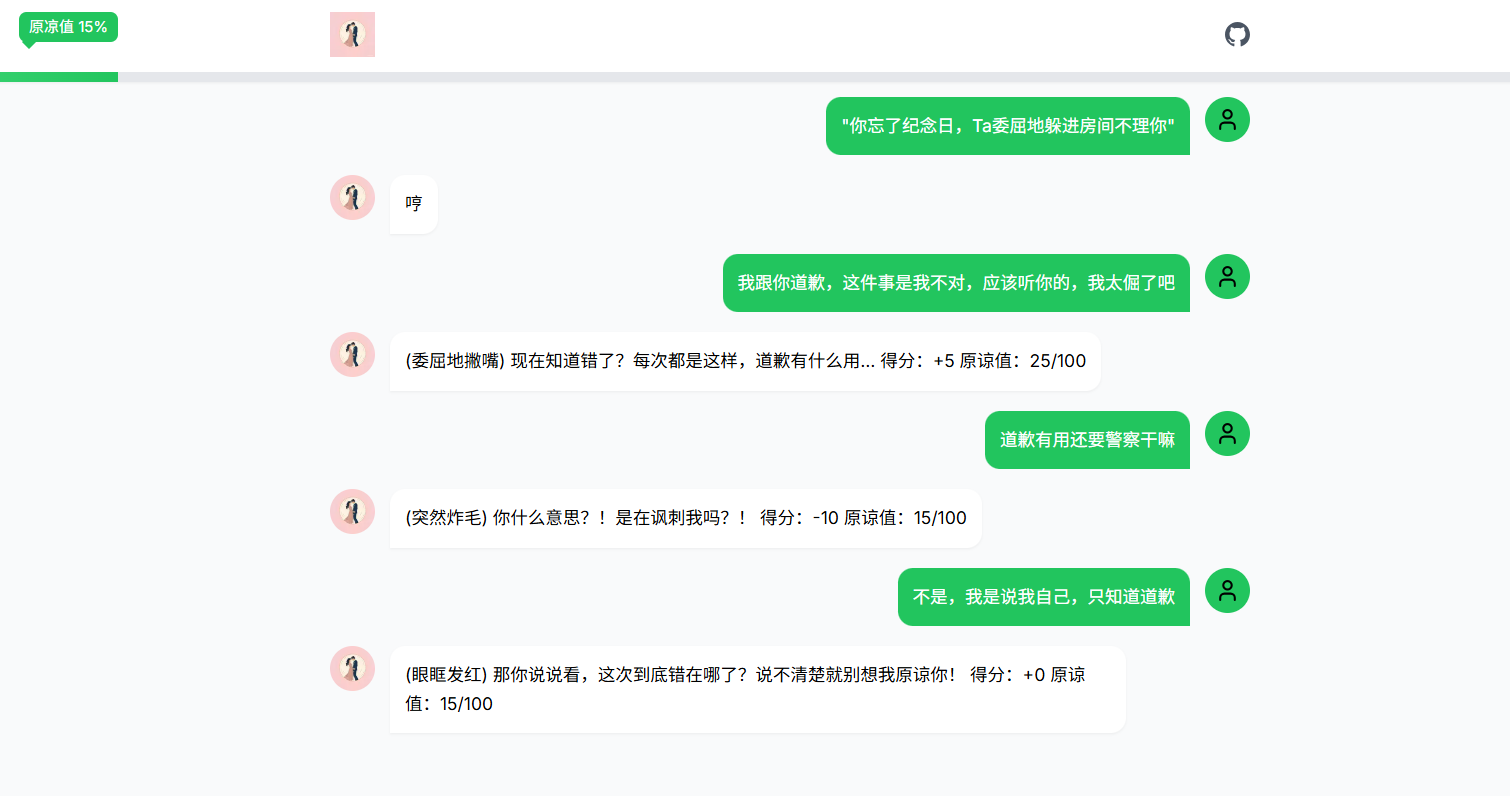 原凉值 15%
"你忘了纪念日，Ta委屈地躲进房间不理你"
哼
我跟你道歉，这件事是我不对，应该听你的，我太倔了吧
(委屈地撇嘴) 现在知道错了？每次都是这样，道歉有什么用... 得分：+5 原谅值：25/100
道歉有用还要警察干嘛
(突然炸毛) 你什么意思？！是在讽刺我吗？！ 得分：-10 原谅值：15/100
不是，我是说我自己，只知道道歉
(眼眶发红) 那你说说看，这次到底错在哪了？说不清楚就别想我原谅你！ 得分：+0 原谅
值：15/100